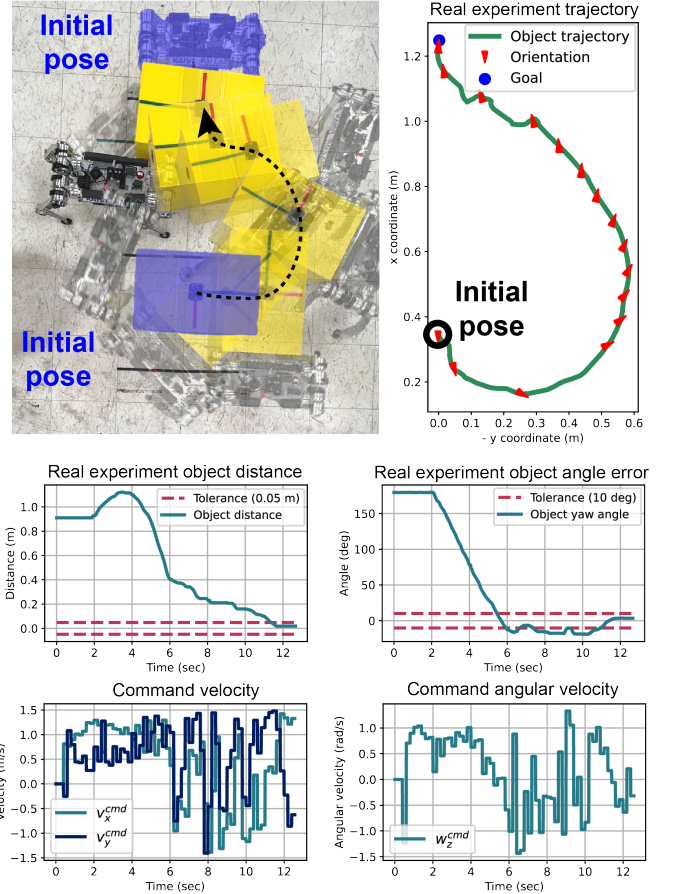 Initial
pose
Initial
pose
Real experiment trajectory
Object trajectory
Orientation
Goal
1.2
1.0
0.8
0.6
0.4
0.2
x coordinate (m)
Initial
pose
0.0 0.1 0.2 0.3 0.4 0.5 0.6
- y coordinate (m)
Real experiment object distance
Tolerance (0.05 m)
Object distance
1.0
0.8
0.6
0.4
0.2
0.0
Distance (m)
0 2 4 6 8 10 12
Time (sec)
Real experiment object angle error
Tolerance (10 deg)
Object yaw angle
150
100
50
0
Angle (deg)
0 2 4 6 8 10 12
Time (sec)
Command velocity
1.5
1.0
0.5
0.0
−0.5
−1.0
−1.5
velocity (m/s)
v_x^{cmd}
v_y^{cmd}
0 2 4 6 8 10 12
Time (sec)
Command angular velocity
1.0
0.5
0.0
−0.5
−1.0
−1.5
Angular velocity (rad/s)
w_z^{cmd}
0 2 4 6 8 10 12
Time (sec)